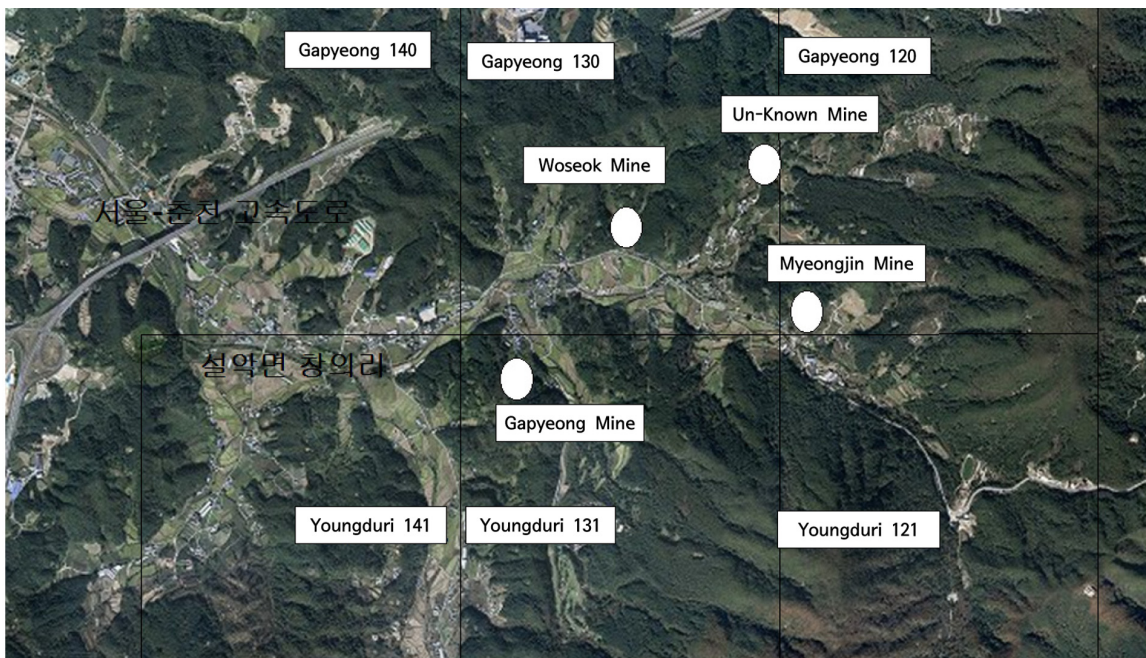 Gapyeong 140
Gapyeong 130
Gapyeong 120
Un-Known Mine
Woseok Mine
서울-춘천 고속도로
Myeongjin Mine
설악면 창의리
Gapyeong Mine
Youngduri 141
Youngduri 131
Youngduri 121